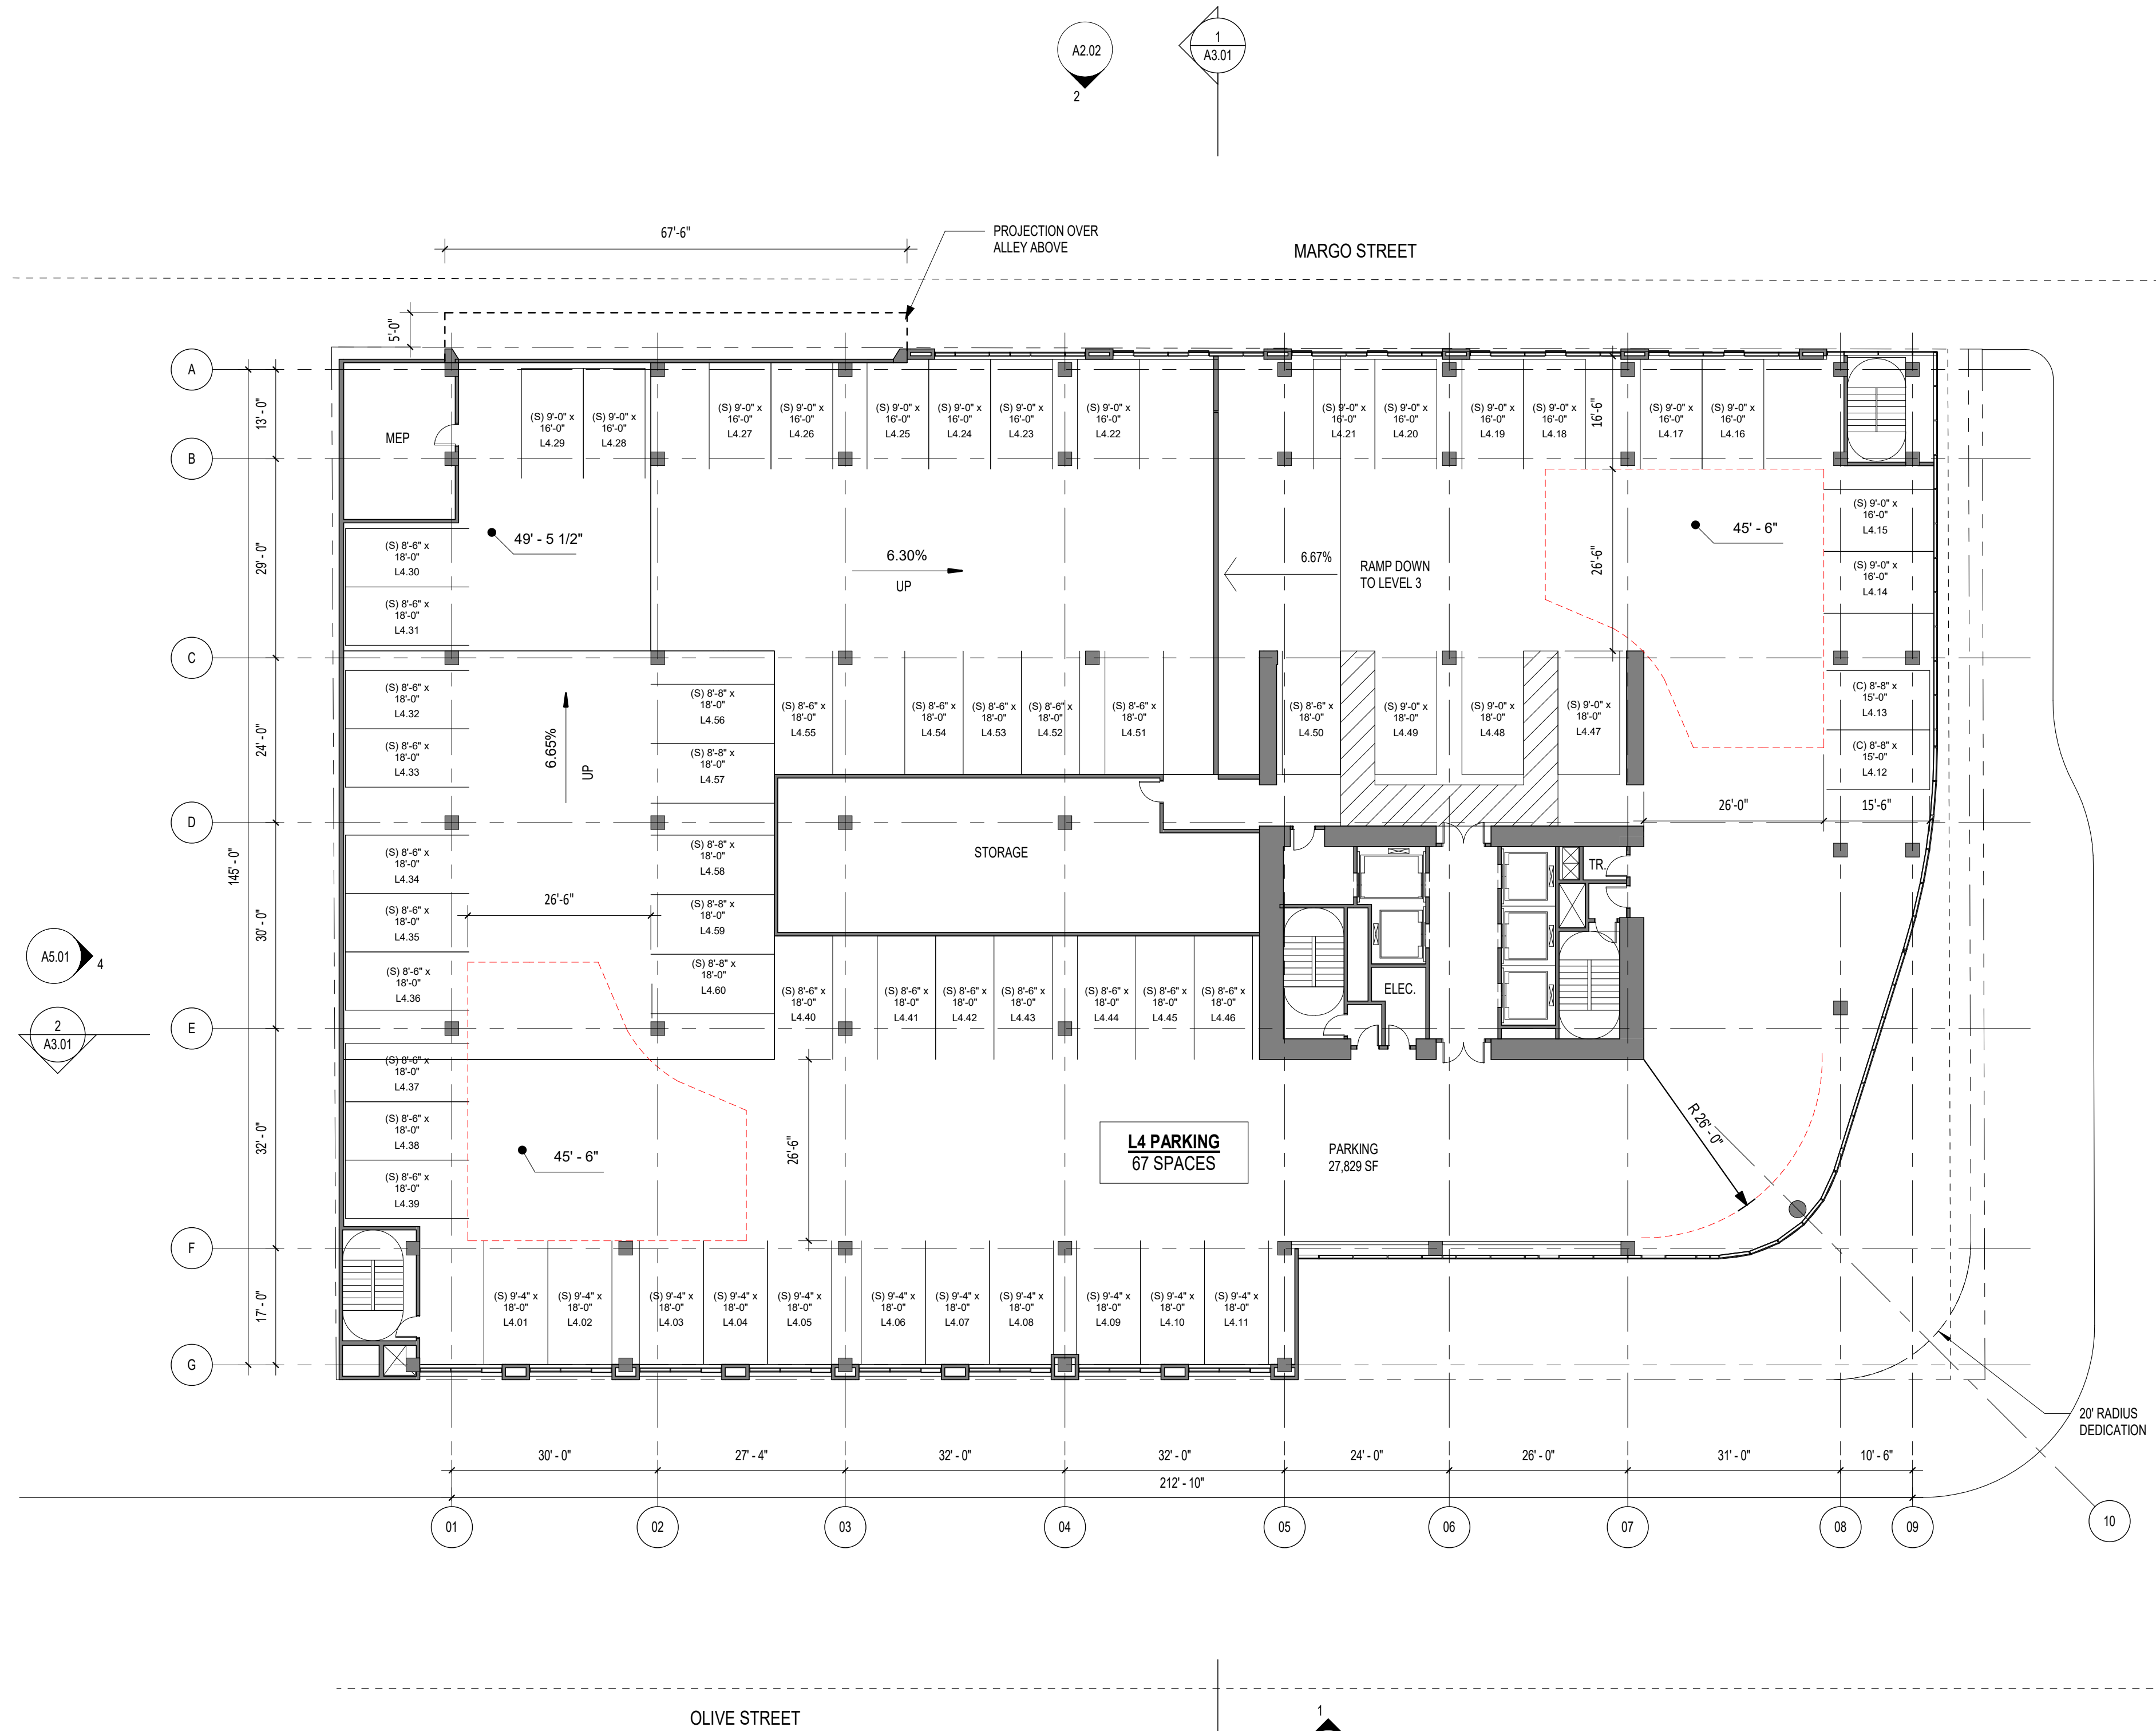 A2.02
2
1
A3.01
67'-6"
PROJECTION OVER
ALLEY ABOVE
MARGO STREET
5'-0"
A
B
C
D
E
F
G
13' - 0"
29' - 0"
24' - 0"
30' - 0"
32' - 0"
17' - 0"
145' - 0"
A5.01
4
2
A3.01
MEP
(S) 9'-0" x
16'-0"
L4.29
(S) 9'-0" x
16'-0"
L4.28
(S) 9'-0" x
16'-0"
L4.27
(S) 9'-0" x
16'-0"
L4.26
(S) 9'-0" x
16'-0"
L4.25
(S) 9'-0" x
16'-0"
L4.24
(S) 9'-0" x
16'-0"
L4.23
(S) 9'-0" x
16'-0"
L4.22
(S) 9'-0" x
16'-0"
L4.21
(S) 9'-0" x
16'-0"
L4.20
(S) 9'-0" x
16'-0"
L4.19
(S) 9'-0" x
16'-0"
L4.18
16'-6"
(S) 9'-0" x
16'-0"
L4.17
(S) 9'-0" x
16'-0"
L4.16
(S) 9'-0" x
16'-0"
L4.15
(S) 9'-0" x
16'-0"
L4.14
(C) 8'-8" x
15'-0"
L4.13
(C) 8'-8" x
15'-0"
L4.12
49' - 5 1/2"
6.30%
UP
6.67%
RAMP DOWN
TO LEVEL 3
26'-6"
45' - 6"
(S) 8'-6" x
18'-0"
L4.30
(S) 8'-6" x
18'-0"
L4.31
(S) 8'-6" x
18'-0"
L4.32
(S) 8'-6" x
18'-0"
L4.33
(S) 8'-6" x
18'-0"
L4.34
(S) 8'-6" x
18'-0"
L4.35
(S) 8'-6" x
18'-0"
L4.36
(S) 8'-6" x
18'-0"
L4.37
(S) 8'-6" x
18'-0"
L4.38
(S) 8'-6" x
18'-0"
L4.39
6.65%
UP
26'-6"
(S) 8'-8" x
18'-0"
L4.56
(S) 8'-8" x
18'-0"
L4.57
(S) 8'-8" x
18'-0"
L4.58
(S) 8'-8" x
18'-0"
L4.59
(S) 8'-8" x
18'-0"
L4.60
(S) 8'-6" x
18'-0"
L4.55
(S) 8'-6" x
18'-0"
L4.54
(S) 8'-6" x
18'-0"
L4.53
(S) 8'-6" x
18'-0"
L4.52
(S) 8'-6" x
18'-0"
L4.51
(S) 8'-6" x
18'-0"
L4.50
(S) 9'-0" x
18'-0"
L4.49
(S) 9'-0" x
18'-0"
L4.48
(S) 9'-0" x
18'-0"
L4.47
26'-0"
15'-6"
STORAGE
TR.
ELEC.
(S) 8'-6" x
18'-0"
L4.40
(S) 8'-6" x
18'-0"
L4.41
(S) 8'-6" x
18'-0"
L4.42
(S) 8'-6" x
18'-0"
L4.43
(S) 8'-6" x
18'-0"
L4.44
(S) 8'-6" x
18'-0"
L4.45
(S) 8'-6" x
18'-0"
L4.46
45' - 6"
26'-6"
L4 PARKING
67 SPACES
PARKING
27,829 SF
R 26' - 0"
(S) 9'-4" x
18'-0"
L4.01
(S) 9'-4" x
18'-0"
L4.02
(S) 9'-4" x
18'-0"
L4.03
(S) 9'-4" x
18'-0"
L4.04
(S) 9'-4" x
18'-0"
L4.05
(S) 9'-4" x
18'-0"
L4.06
(S) 9'-4" x
18'-0"
L4.07
(S) 9'-4" x
18'-0"
L4.08
(S) 9'-4" x
18'-0"
L4.09
(S) 9'-4" x
18'-0"
L4.10
(S) 9'-4" x
18'-0"
L4.11
20' RADIUS
DEDICATION
30' - 0"
27' - 4"
32' - 0"
32' - 0"
24' - 0"
26' - 0"
31' - 0"
10' - 6"
212' - 10"
01
02
03
04
05
06
07
08
09
10
OLIVE STREET
1